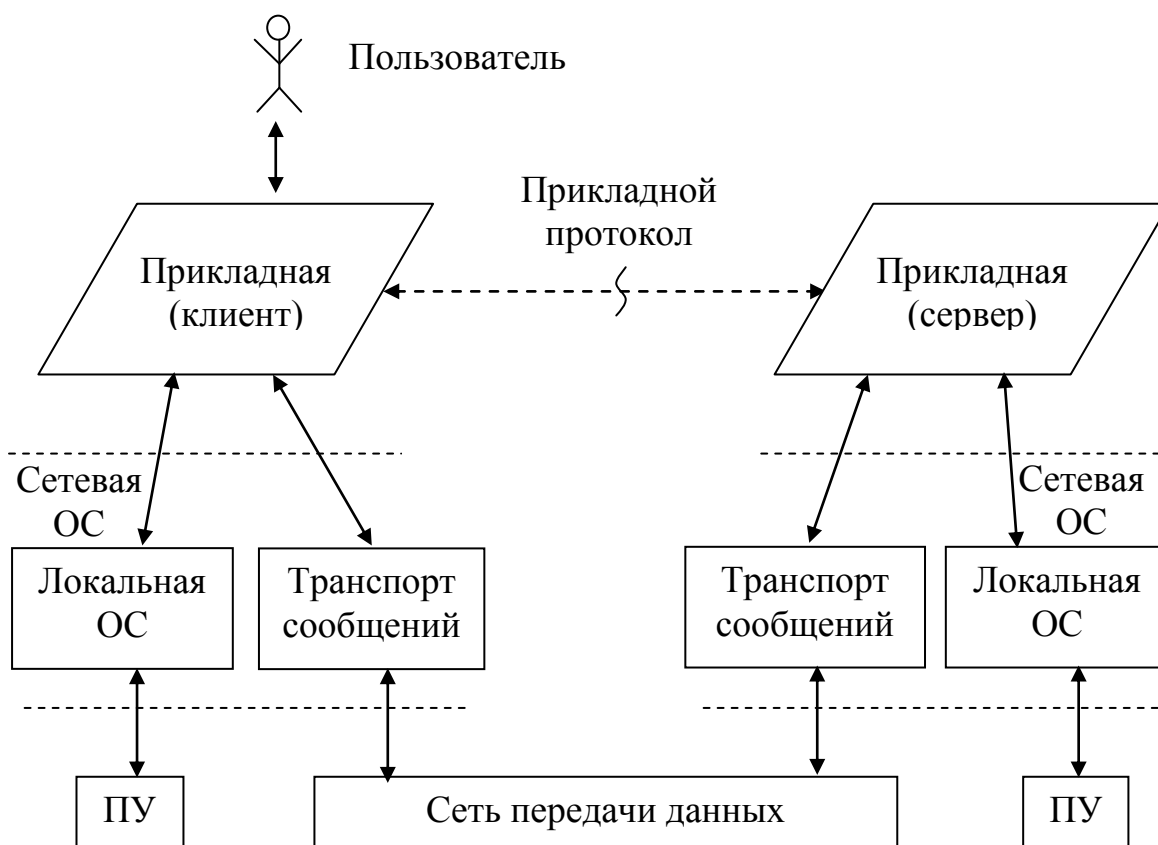 Пользователь
Прикладной
протокол
Прикладная
(клиент)
Прикладная
(сервер)
Сетевая
ОС
Сетевая
ОС
Локальная
ОС
Транспорт
сообщений
Транспорт
сообщений
Локальная
ОС
ПУ
Сеть передачи данных
ПУ